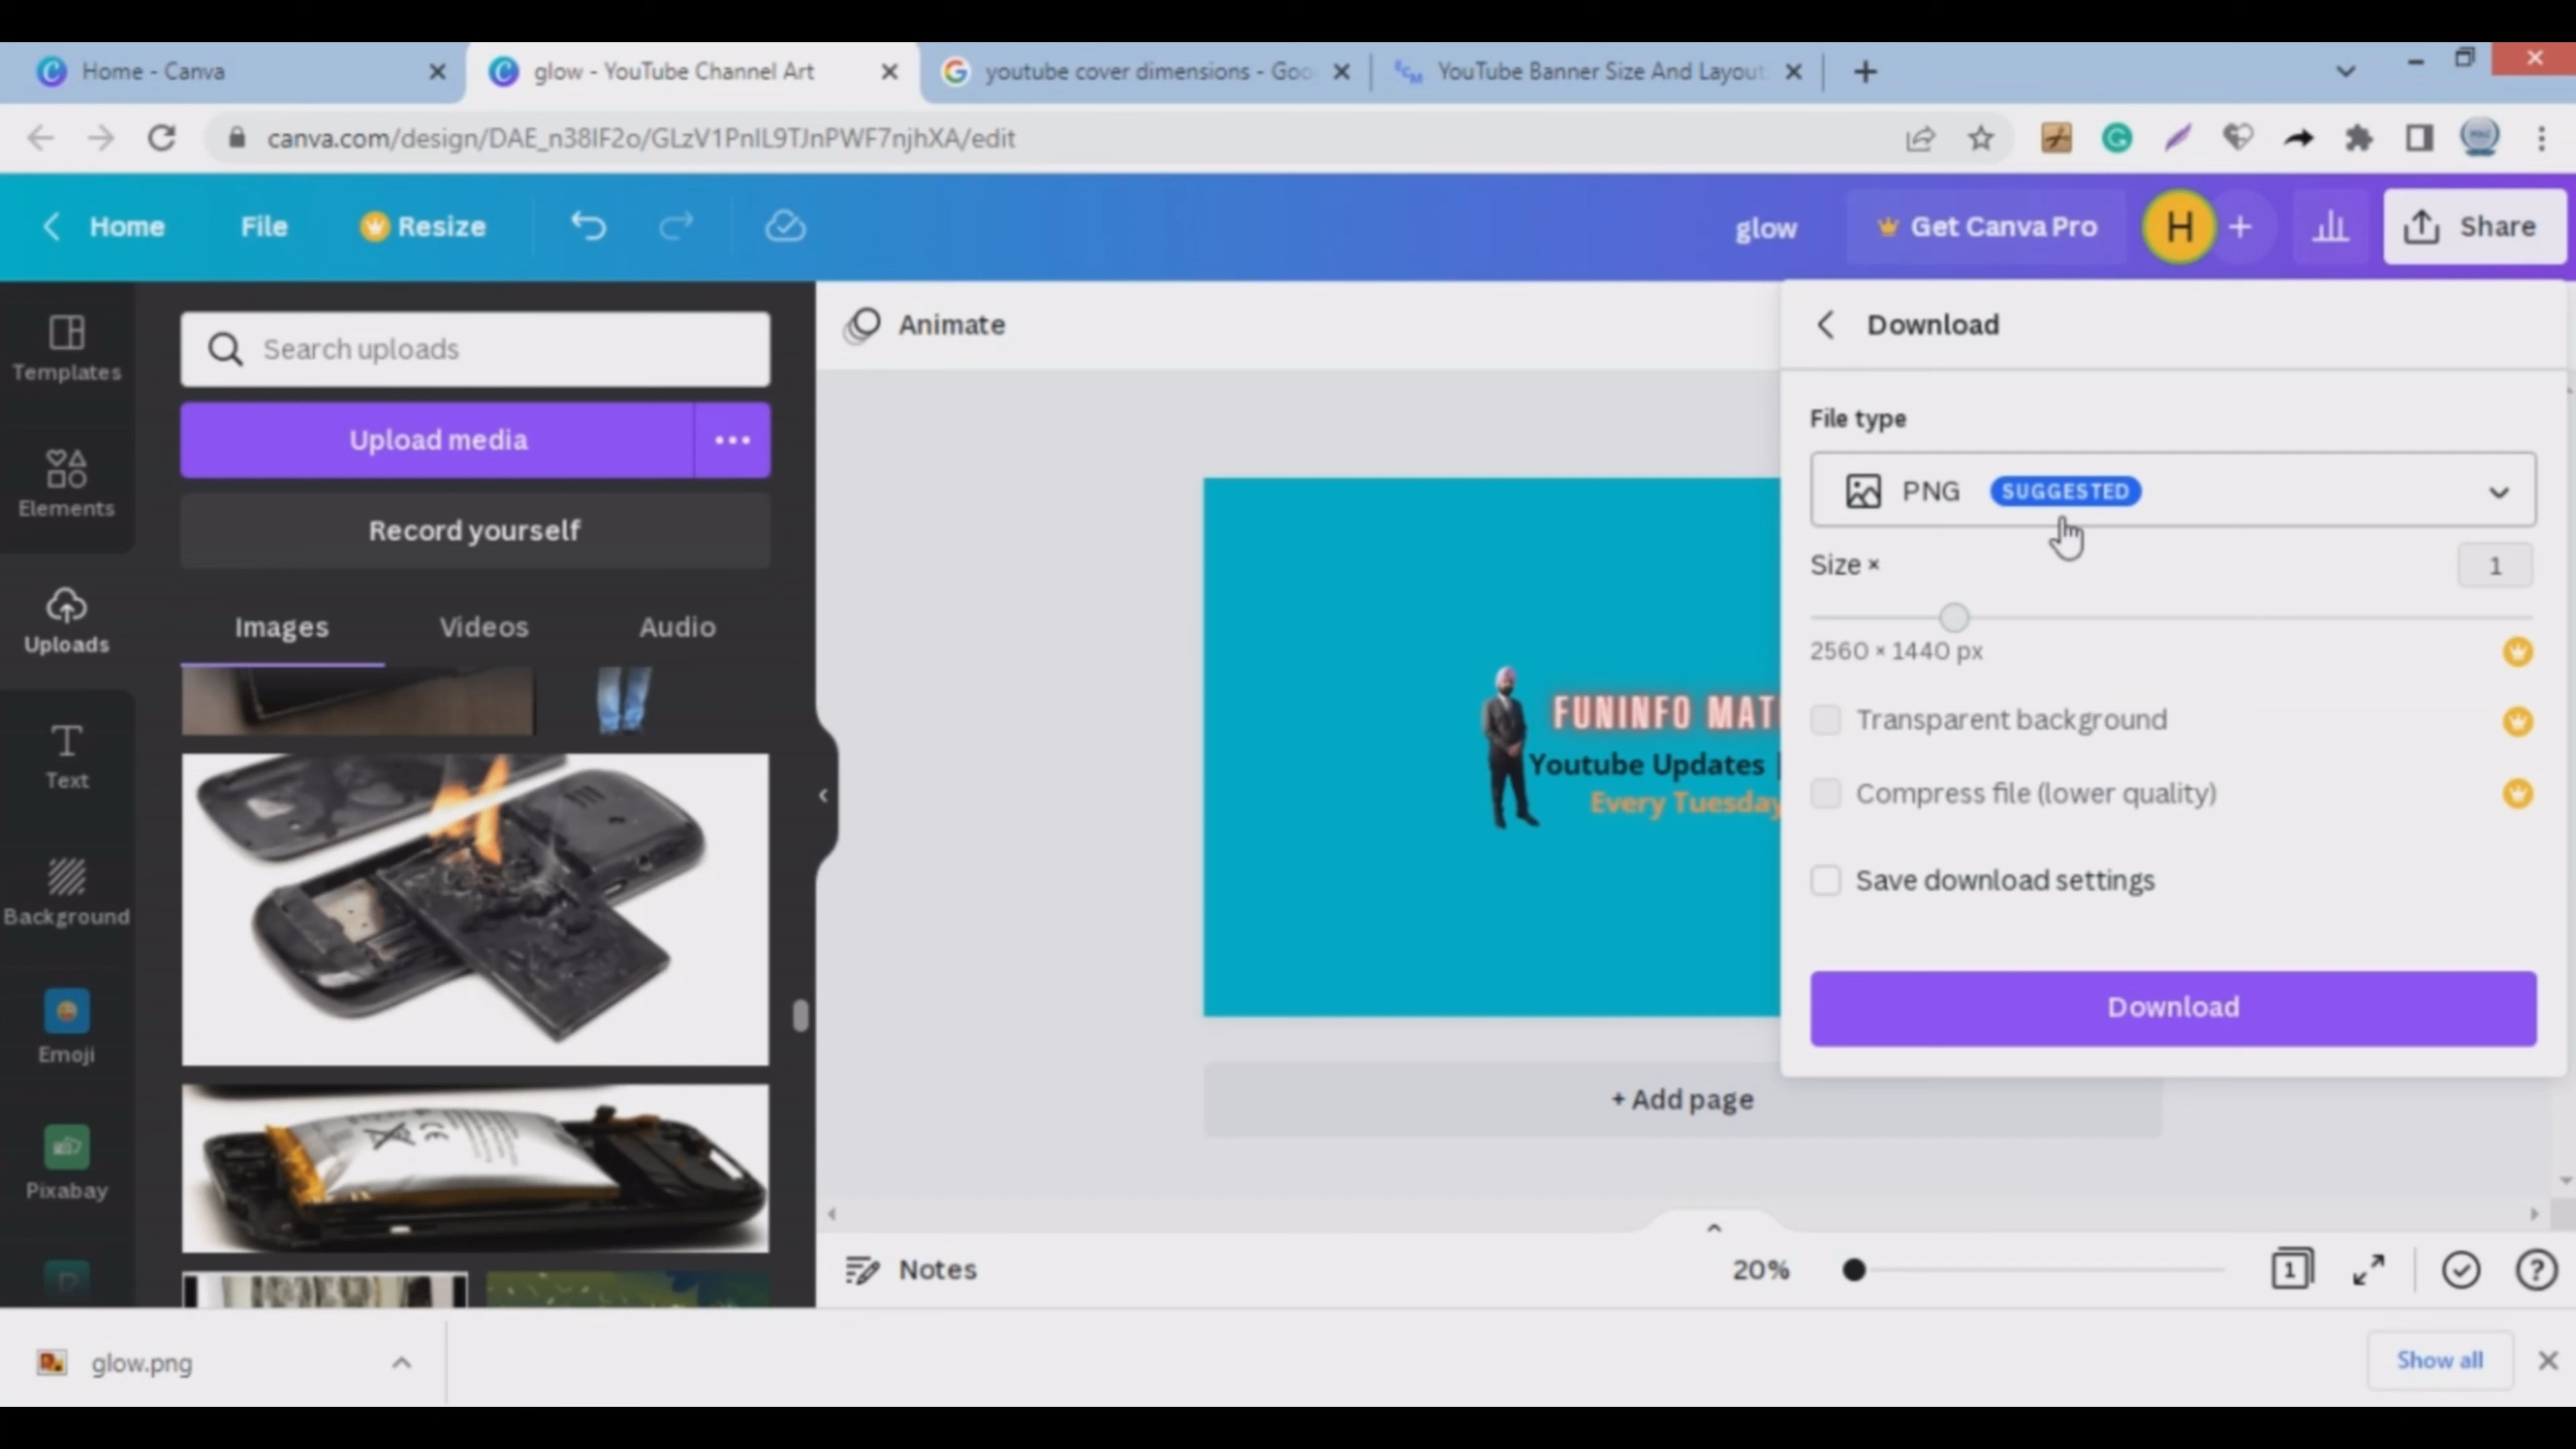 Home - Canva
glow - YouTube Channel Art
youtube cover dimensions - Goo
YouTube Banner Size And Layout
canva.com/design/DAE_n38IF2o/GLzV1PnIL9TJnPWF7njhXA/edit
Home
File
Resize
glow
Get Canva Pro
H
Share
Templates
Elements
Uploads
Text
Background
Emoji
Pixabay
Search uploads
Upload media
Record yourself
Images
Videos
Audio
Animate
FUNINFO MAT
Youtube Updates |
Every Tuesday
+ Add page
Download
File type
PNG
SUGGESTED
Size ×
1
2560 × 1440 px
Transparent background
Compress file (lower quality)
Save download settings
Download
Notes
20%
1
glow.png
Show all